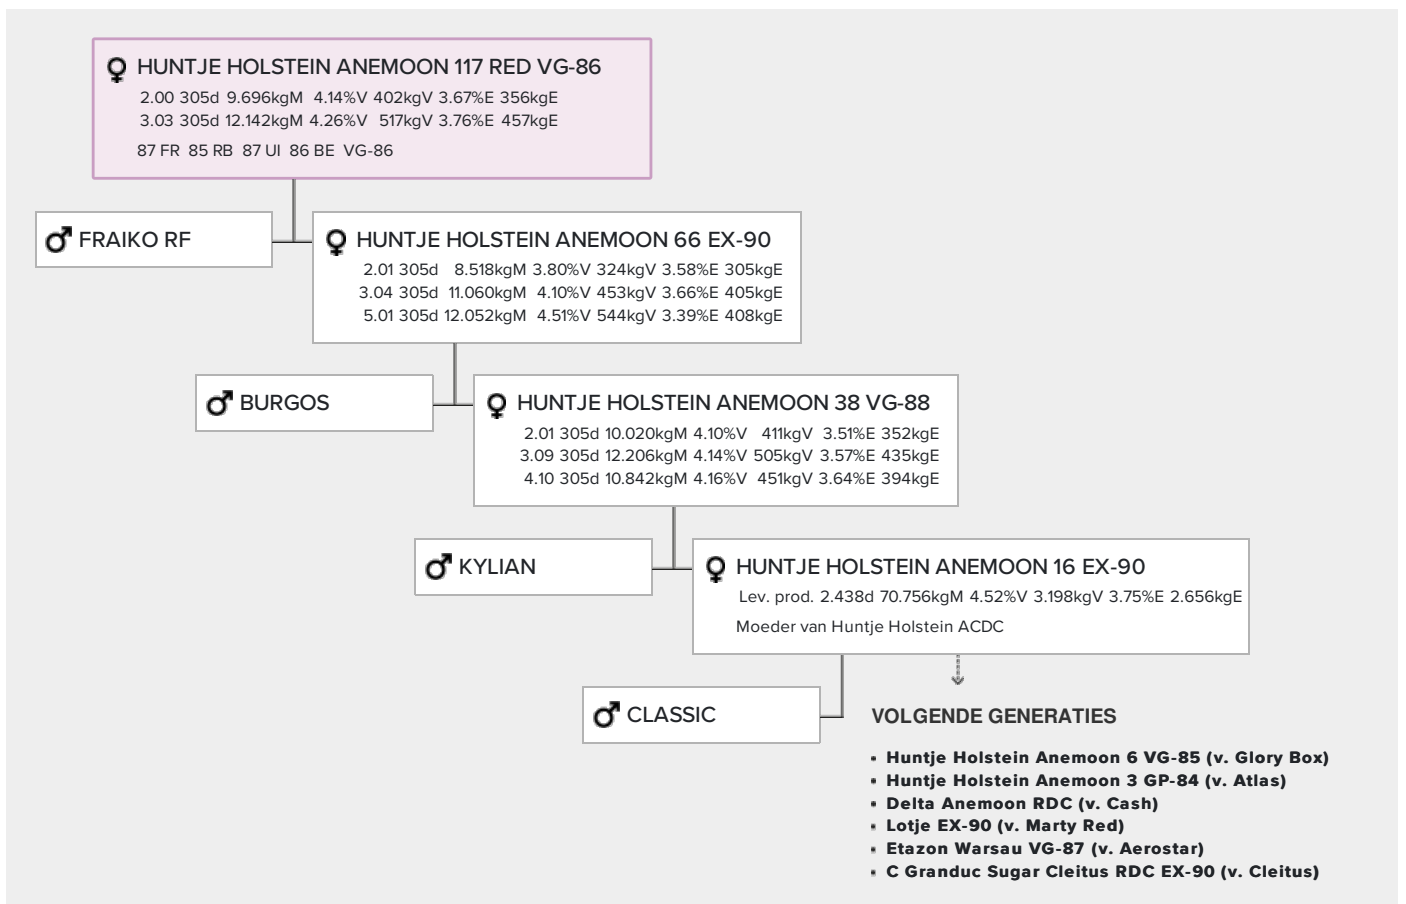 HUNTJE HOLSTEIN ANEMOON 117 RED VG-86
2.00 305d 9.696kgM 4.14%V 402kgV 3.67%E 356kgE
3.03 305d 12.142kgM 4.26%V 517kgV 3.76%E 457kgE
87 FR 85 RB 87 UI 86 BE VG-86
FRAIKO RF
HUNTJE HOLSTEIN ANEMOON 66 EX-90
2.01 305d 8.518kgM 3.80%V 324kgV 3.58%E 305kgE
3.04 305d 11.060kgM 4.10%V 453kgV 3.66%E 405kgE
5.01 305d 12.052kgM 4.51%V 544kgV 3.39%E 408kgE
BURGOS
HUNTJE HOLSTEIN ANEMOON 38 VG-88
2.01 305d 10.020kgM 4.10%V 411kgV 3.51%E 352kgE
3.09 305d 12.206kgM 4.14%V 505kgV 3.57%E 435kgE
4.10 305d 10.842kgM 4.16%V 451kgV 3.64%E 394kgE
KYLIAN
HUNTJE HOLSTEIN ANEMOON 16 EX-90
Lev. prod. 2.438d 70.756kgM 4.52%V 3.198kgV 3.75%E 2.656kgE
Moeder van Huntje Holstein ACDC
CLASSIC
VOLGENDE GENERATIES
▪ Huntje Holstein Anemoon 6 VG-85 (v. Glory Box)
▪ Huntje Holstein Anemoon 3 GP-84 (v. Atlas)
▪ Delta Anemoon RDC (v. Cash)
▪ Lotje EX-90 (v. Marty Red)
▪ Etazon Warsau VG-87 (v. Aerostar)
▪ C Granduc Sugar Cleitus RDC EX-90 (v. Cleitus)